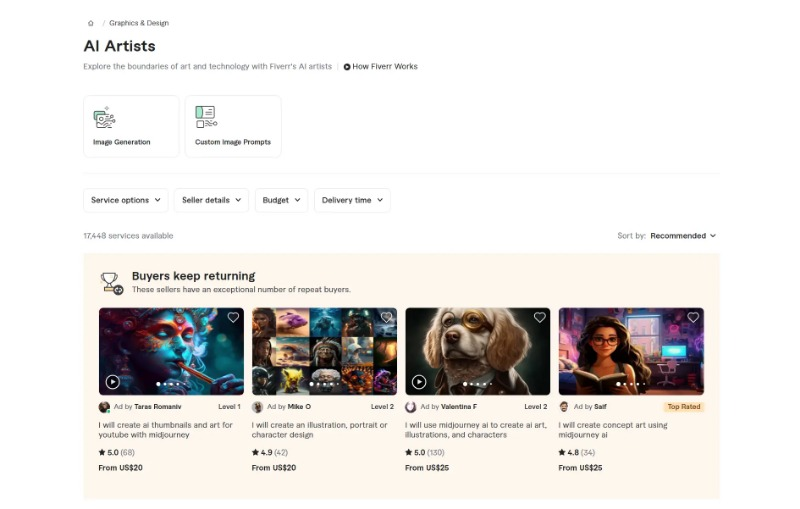 / Graphics & Design
AI Artists
Explore the boundaries of art and technology with Fiverr's AI artists | How Fiverr Works
Image Generation
Custom Image Prompts
Service options
Seller details
Budget
Delivery time
17,448 services available
Sort by: Recommended
Buyers keep returning
These sellers have an exceptional number of repeat buyers.
Ad by Taras Romaniv Level 1
I will create ai thumbnails and art for
youtube with midjourney
5.0 (68)
From US$20
Ad by Mike O Level 2
I will create an illustration, portrait or
character design
4.9 (42)
From US$20
Ad by Valentina F Level 2
I will use midjourney ai to create ai art,
illustrations, and characters
5.0 (130)
From US$25
Ad by Saif Top Rated
I will create concept art using
midjourney ai
4.8 (34)
From US$25